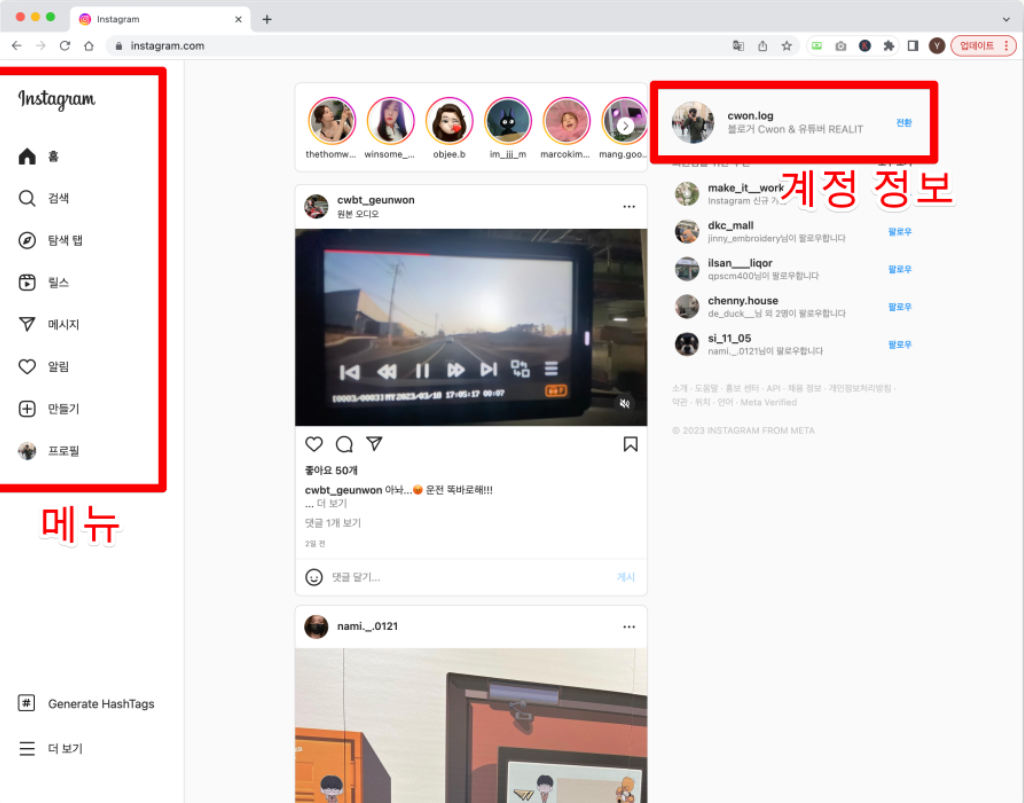 Instagram
instagram.com
업데이트
Instagram
홈
검색
탐색 탭
릴스
메시지
알림
만들기
프로필
메뉴
Generate HashTags
더 보기
thethomw... winsome_... objee.b im_jjj_m marcokim... mang.goo...
cwbt_geunwon
원본 오디오
[0003/0003]MY 2023/03/18 17:05:17 00:07
좋아요 50개
cwbt_geunwon 아놔...😡 운전 똑바로해!!!
... 더 보기
댓글 1개 보기
2일 전
댓글 달기...
게시
nami._.0121
cwon.log
블로거 Cwon & 유튜버 REALIT
전환
계정 정보
make_it__work
Instagram 신규 가
dkc_mall
jinny_embroidery님이 팔로우합니다
팔로우
ilsan___liqor
qpscm400님이 팔로우합니다
팔로우
chenny.house
de_duck__님 외 2명이 팔로우합니다
팔로우
si_11_05
nami._.0121님이 팔로우합니다
팔로우
소개 · 도움말 · 홍보 센터 · API · 채용 정보 · 개인정보처리방침 ·
약관 · 위치 · 언어 · Meta Verified
© 2023 INSTAGRAM FROM META